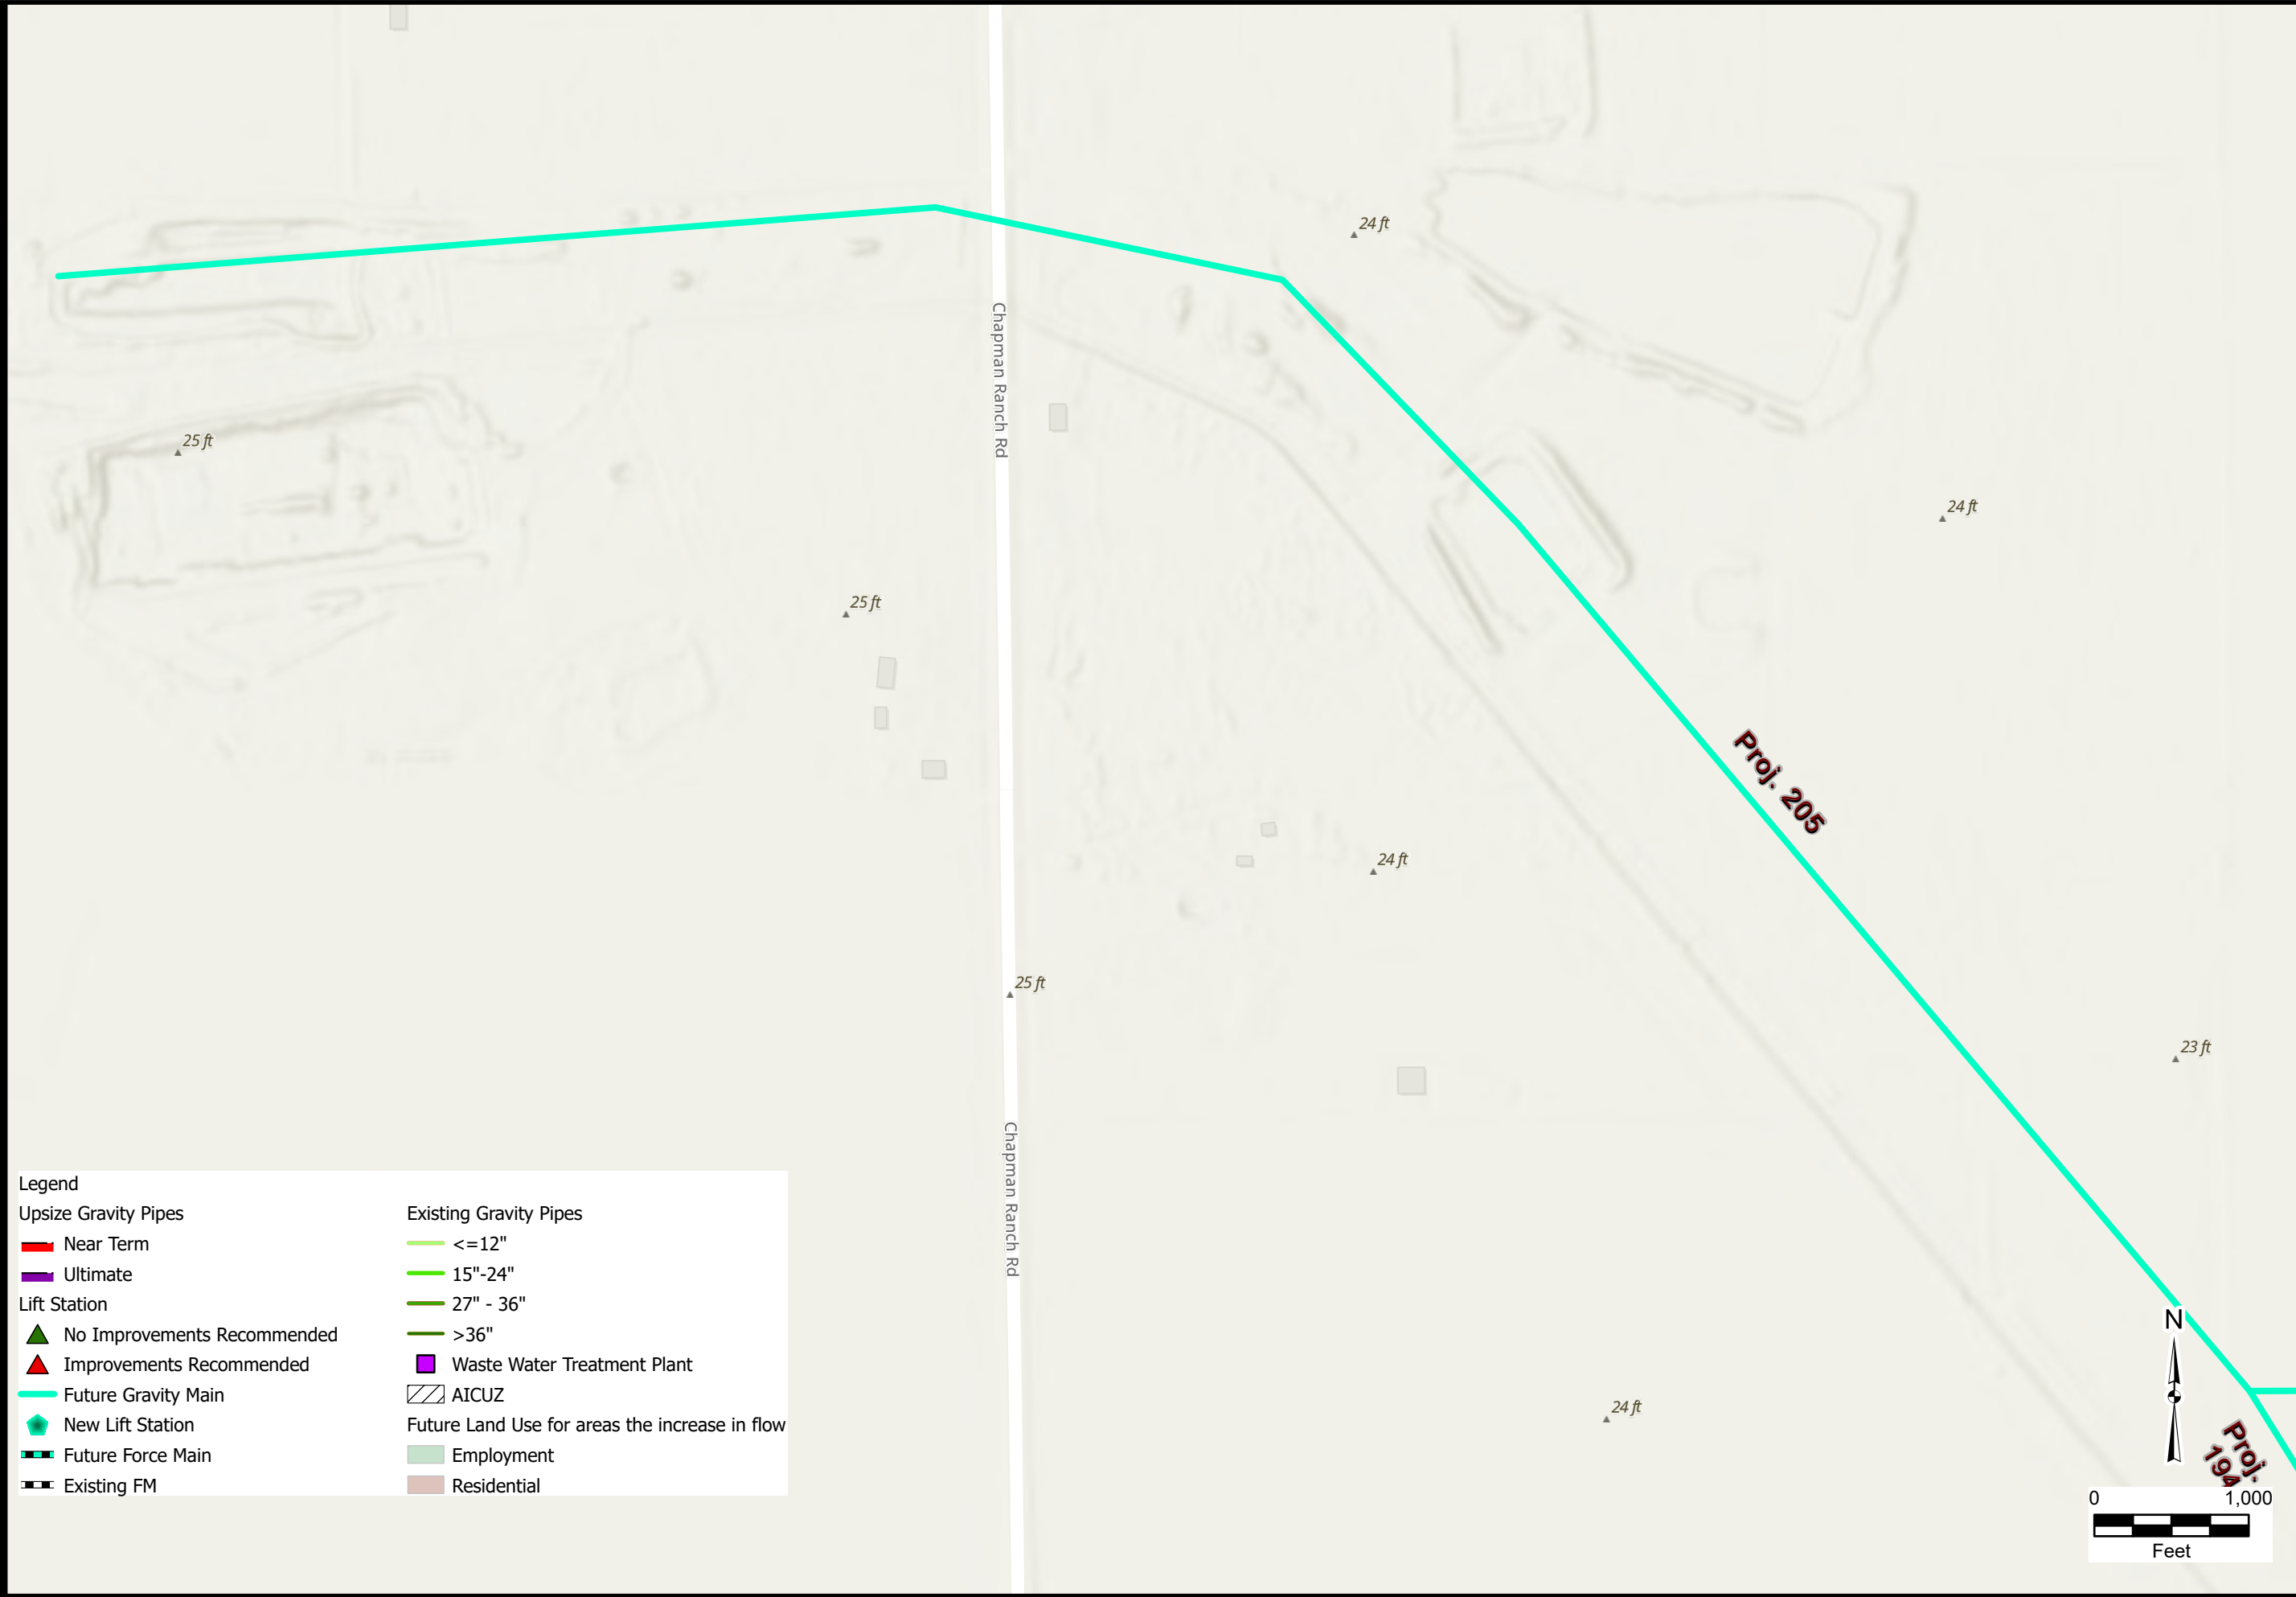 24 ft
Chapman Ranch Rd
25 ft
24 ft
25 ft
Proj. 205
24 ft
25 ft
23 ft
Chapman Ranch Rd
24 ft
N
Proj.
194
0 1,000
Feet
Legend
Upsize Gravity Pipes
Near Term
Ultimate
Lift Station
No Improvements Recommended
Improvements Recommended
Future Gravity Main
New Lift Station
Future Force Main
Existing FM
Existing Gravity Pipes
<=12"
15"-24"
27" - 36"
>36"
Waste Water Treatment Plant
AICUZ
Future Land Use for areas the increase in flow
Employment
Residential